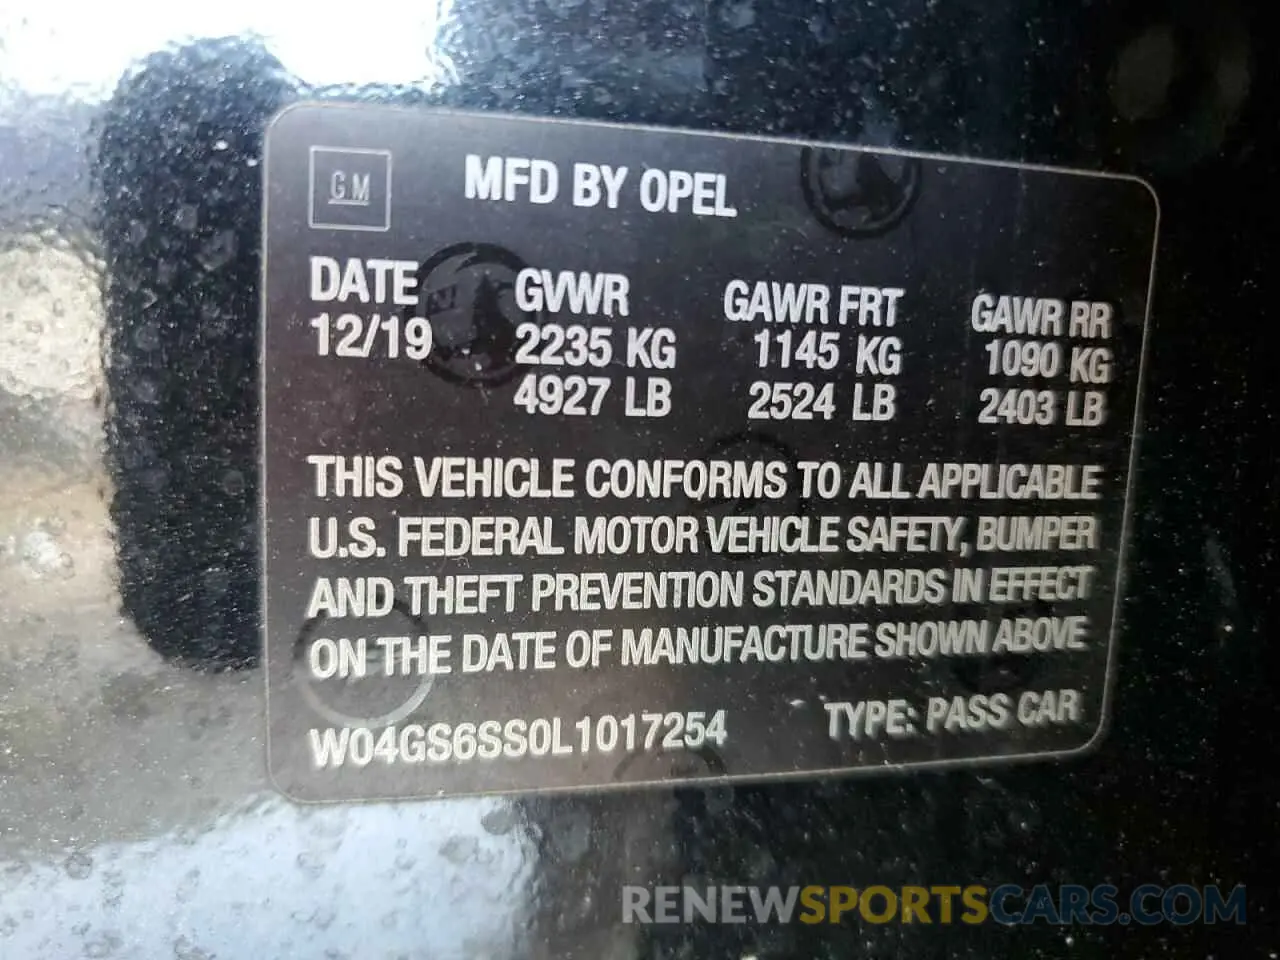 GM
MFD BY OPEL
DATE GVWR GAWR FRT GAWR RR
12/19 2235 KG 1145 KG 1090 KG
4927 LB 2524 LB 2403 LB
THIS VEHICLE CONFORMS TO ALL APPLICABLE
U.S. FEDERAL MOTOR VEHICLE SAFETY, BUMPER
AND THEFT PREVENTION STANDARDS IN EFFECT
ON THE DATE OF MANUFACTURE SHOWN ABOVE
W04GS6SS0L1017254 TYPE: PASS CAR
RENEWSPORTSCARS.COM